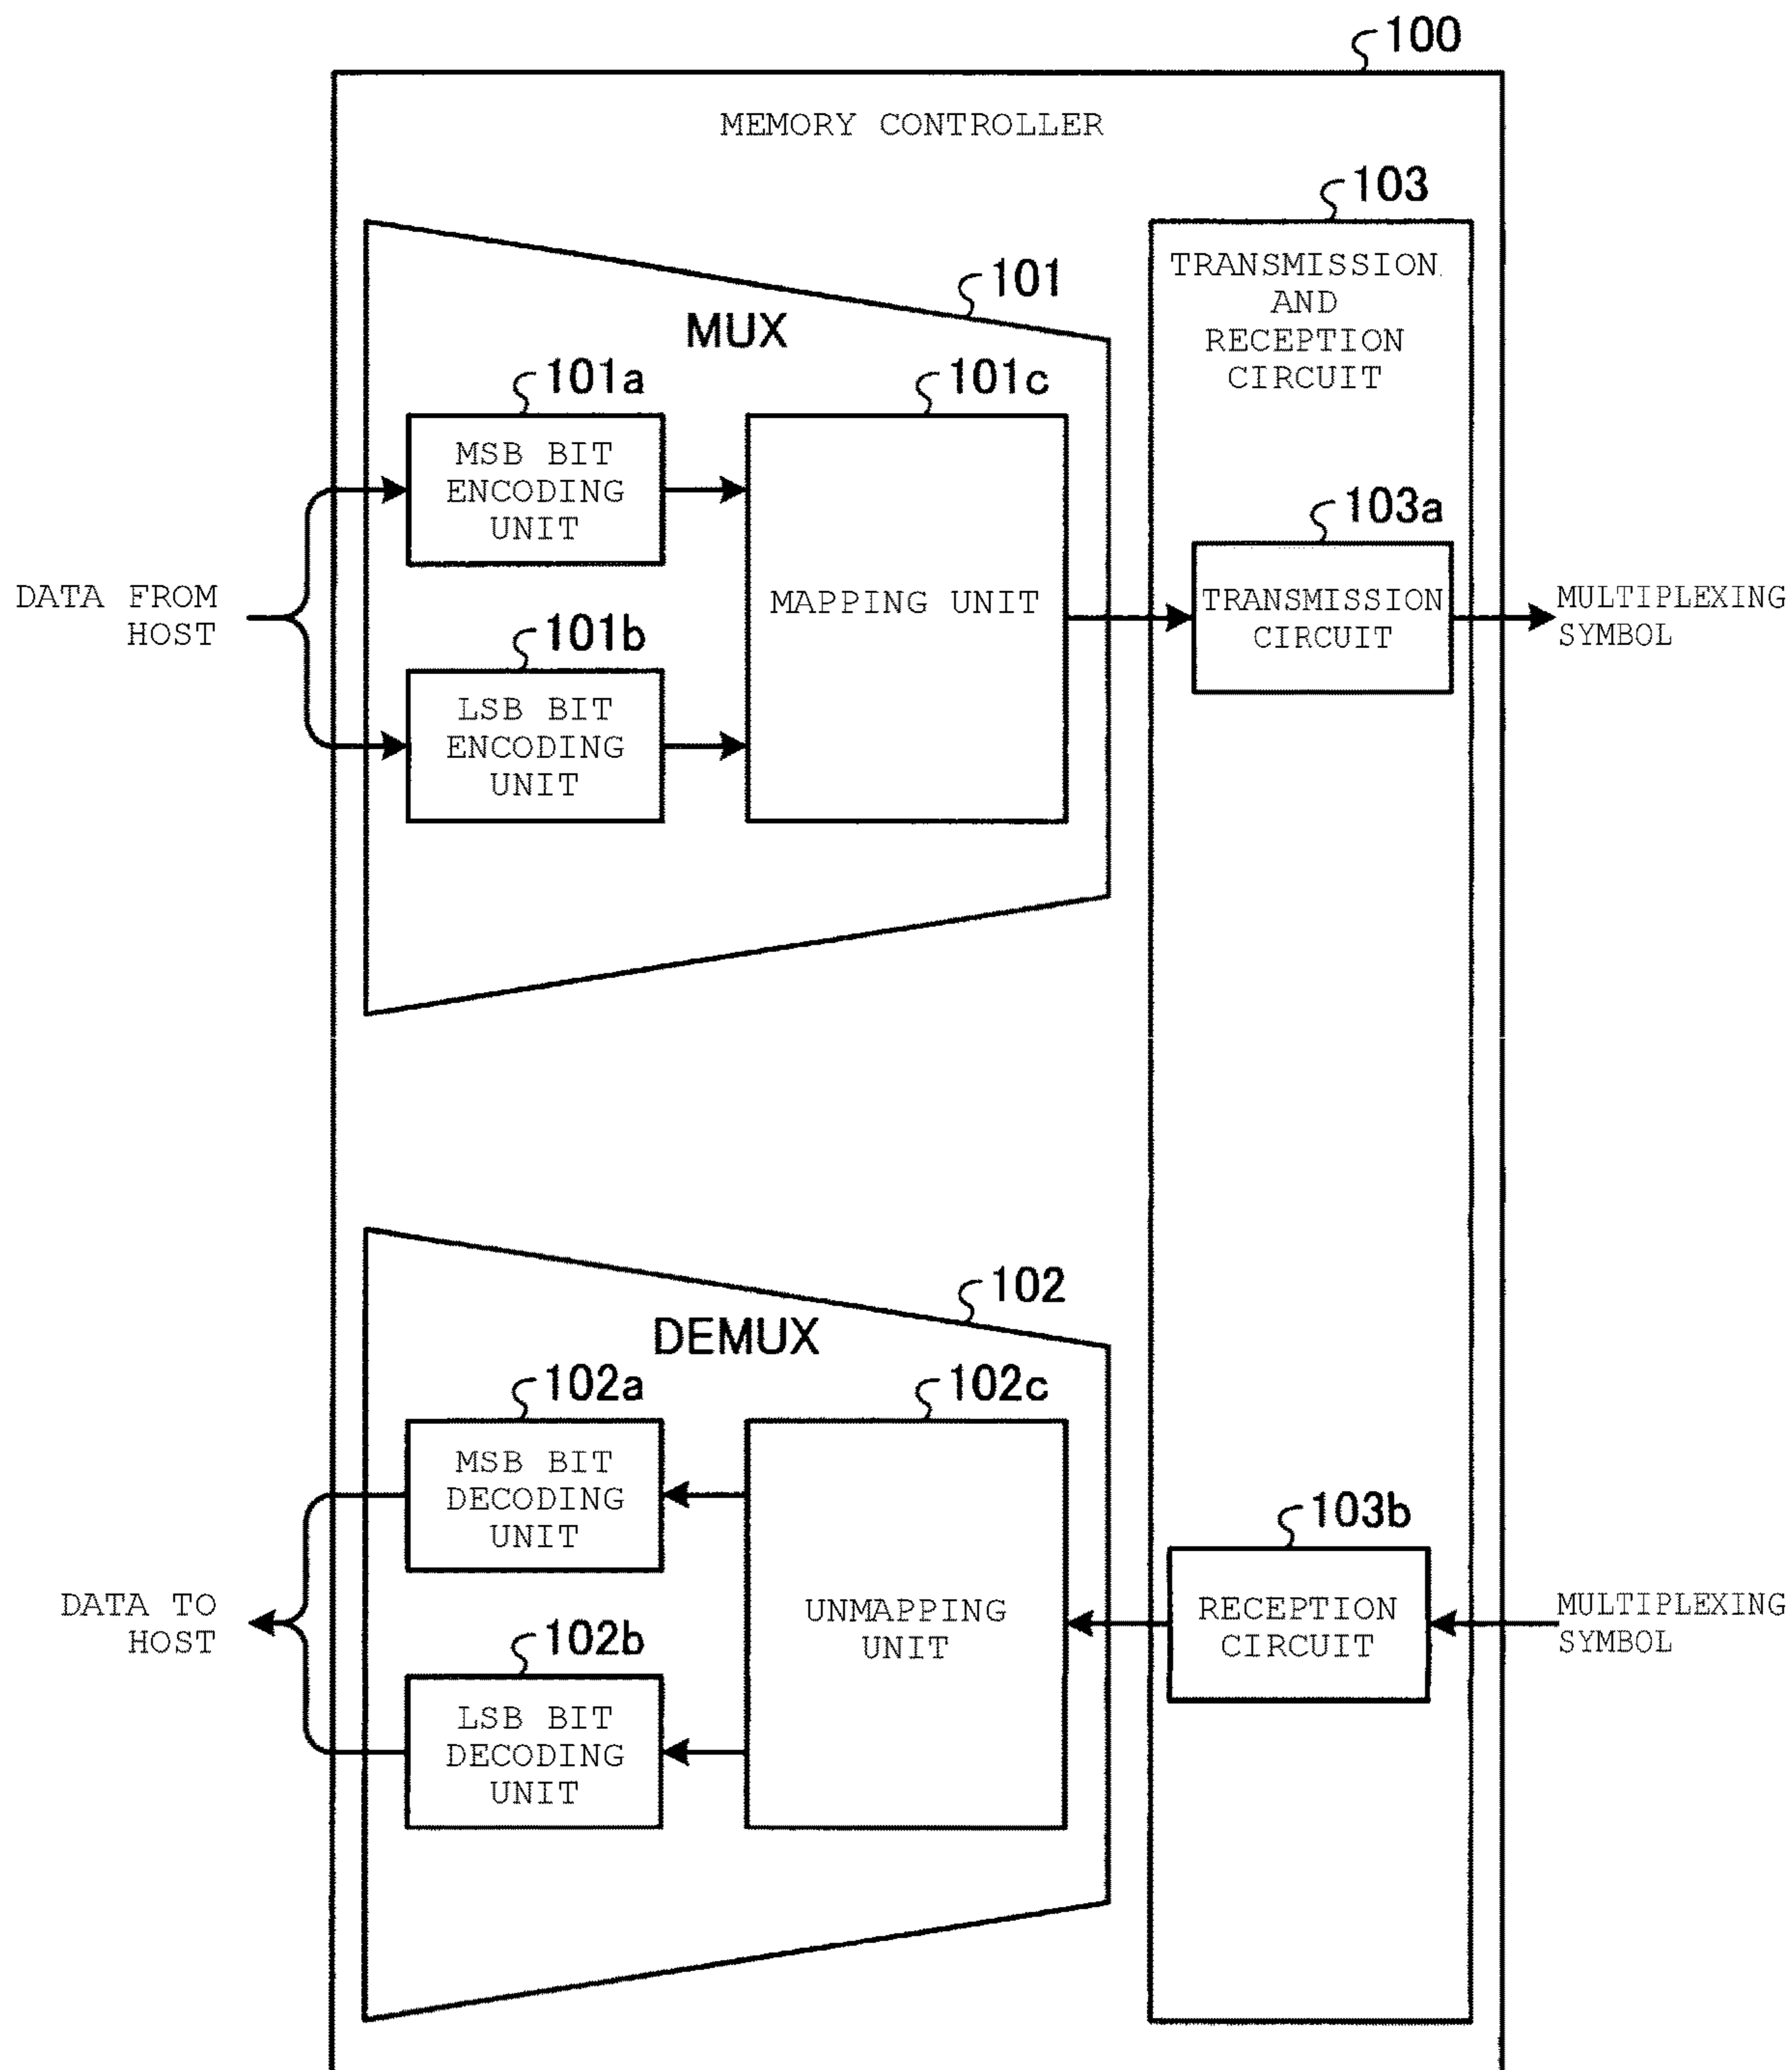 100
MEMORY CONTROLLER
103
TRANSMISSION
AND
RECEPTION
CIRCUIT
101
MUX
101a
101c
MSB BIT
ENCODING
UNIT
103a
DATA FROM
HOST
MAPPING UNIT
TRANSMISSION
CIRCUIT
MULTIPLEXING
SYMBOL
101b
LSB BIT
ENCODING
UNIT
102
DEMUX
102a
102c
MSB BIT
DECODING
UNIT
103b
DATA TO
HOST
UNMAPPING
UNIT
RECEPTION
CIRCUIT
MULTIPLEXING
SYMBOL
102b
LSB BIT
DECODING
UNIT